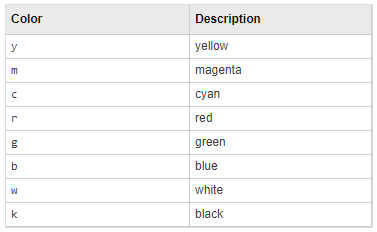 Color Description
y yellow
m magenta
c cyan
r red
g green
b blue
w white
k black